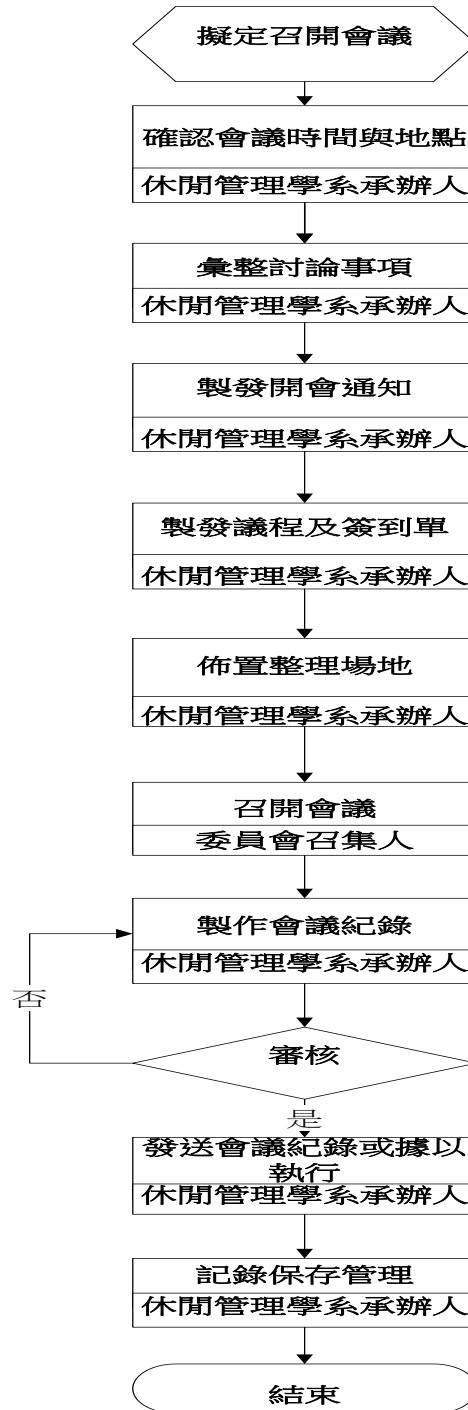 擬定召開會議
確認會議時間與地點
休閒管理學系承辦人
彙整討論事項
休閒管理學系承辦人
製發開會通知
休閒管理學系承辦人
製發議程及簽到單
休閒管理學系承辦人
佈置整理場地
休閒管理學系承辦人
召開會議
委員會召集人
製作會議紀錄
休閒管理學系承辦人
否
審核
是
發送會議紀錄或據以
執行
休閒管理學系承辦人
記錄保存管理
休閒管理學系承辦人
結束